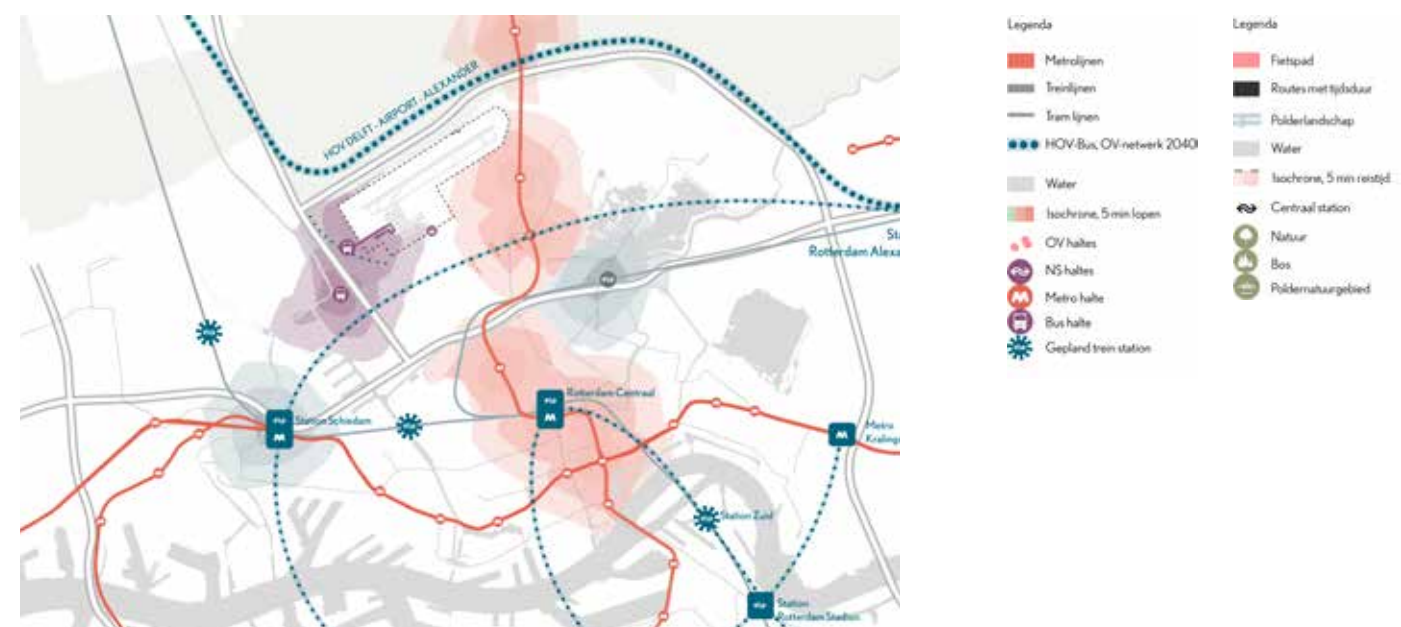 HOV DELFT - AIRPORT - ALEXANDER
Rotterdam Alexa
Station Schiedam
Rotterdam Centraal
Metro
Kralings
Station Zuid
Station
Rotterdam Stadion
Legenda
Metrolijnen
Treinlijnen
Tram lijnen
HOV-Bus, OV-netwerk 2040
Water
Isochrone, 5 min lopen
OV haltes
NS haltes
Metro halte
Bus halte
Gepland trein station
Legenda
Fietspad
Routes met tijdsduur
Polderlandschap
Water
Isochrone, 5 min reistijd
Centraal station
Natuur
Bos
Poldernatuurgebied